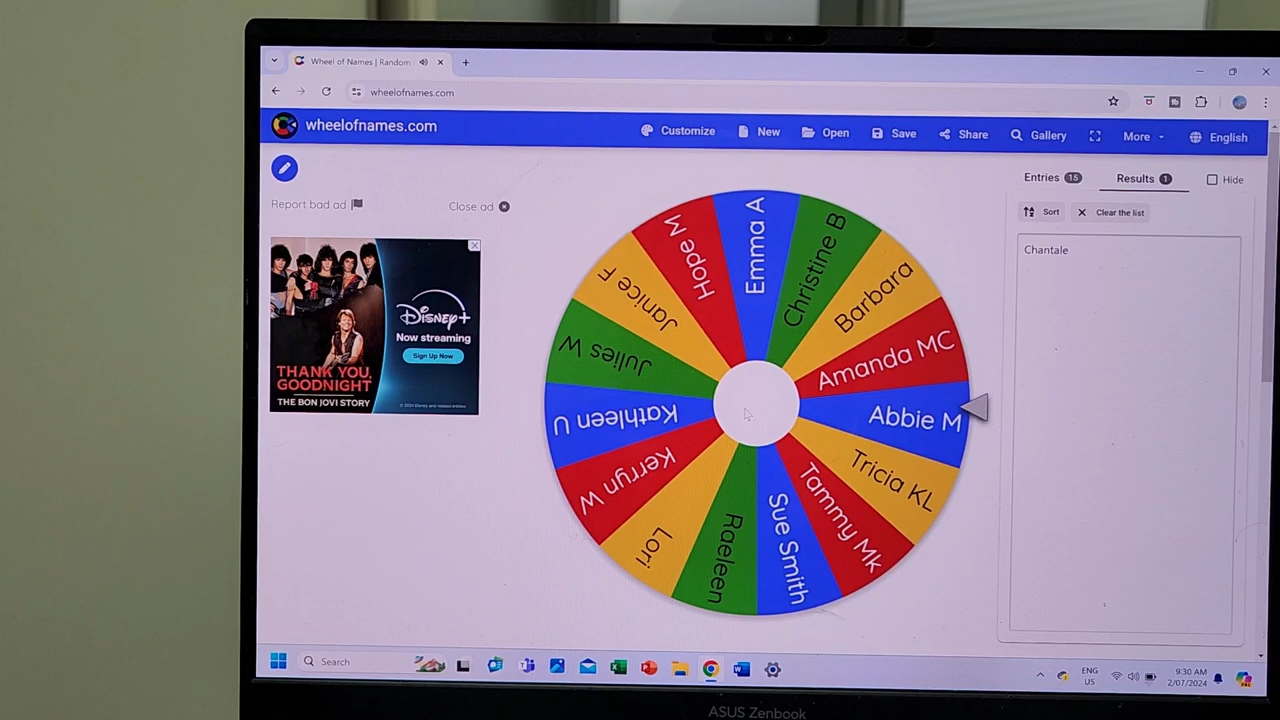 Wheel of Names | Random
wheelofnames.com
wheelofnames.com
Customize
New
Open
Save
Share
Gallery
More
English
Report bad ad
Close ad
Disney+
Now streaming
Sign Up Now
THANK YOU,
GOODNIGHT
THE BON JOVI STORY
Emma A
Christine B
Barbara
Amanda MC
Abbie M
Tricia KL
Tammy Mk
Sue Smith
Raeleen
Lori
Kerryn W
Kathleen U
Julies W
Janice F
Hope M
Entries 15
Results 1
Hide
Sort
Clear the list
Chantale
Search
ENG
US
9:30 AM
2/07/2024
ASUS Zenbook